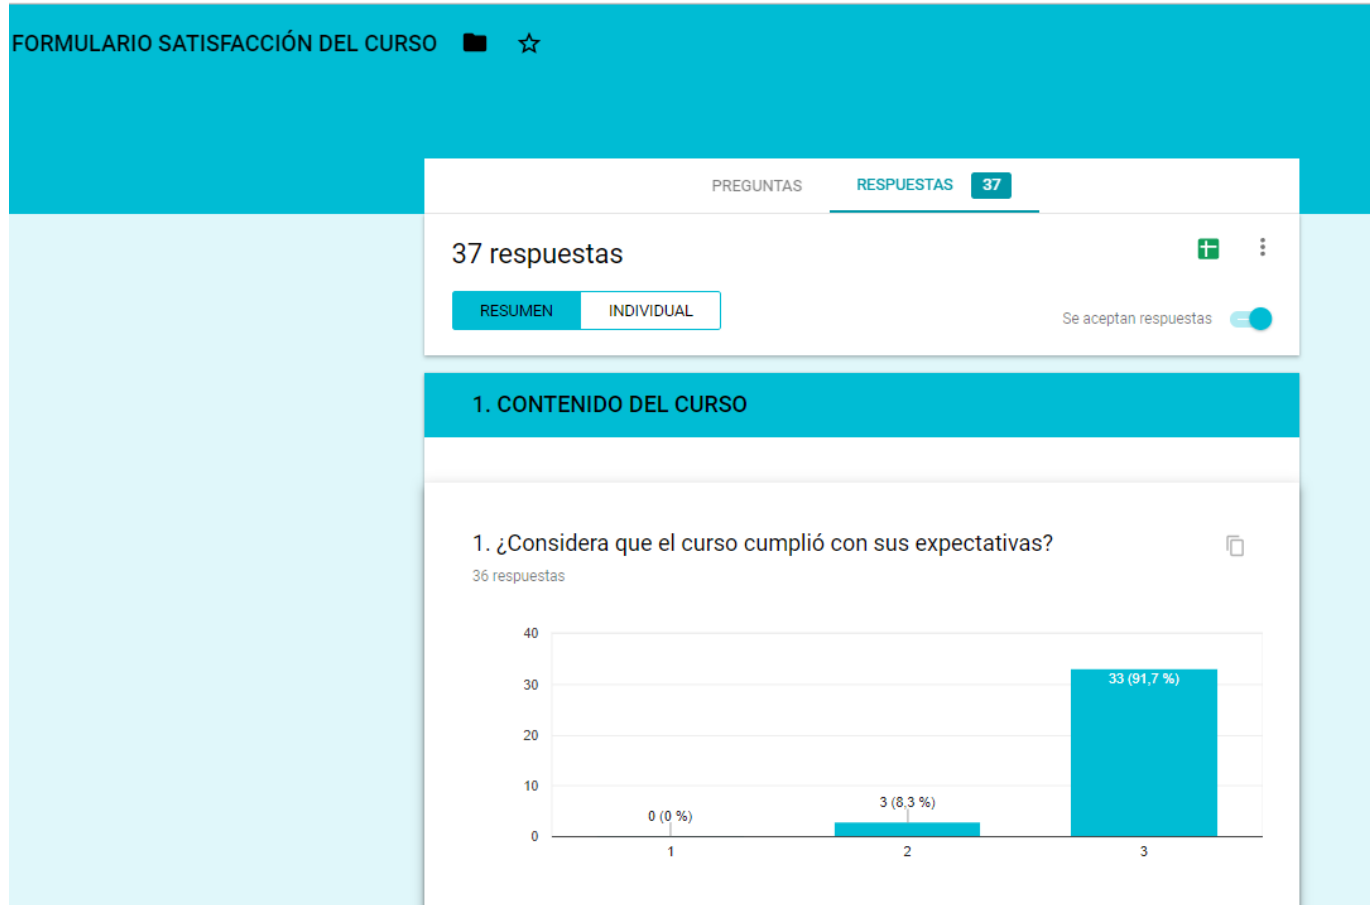 FORMULARIO SATISFACCIÓN DEL CURSO
PREGUNTAS RESPUESTAS 37
37 respuestas
RESUMEN INDIVIDUAL
Se aceptan respuestas
1. CONTENIDO DEL CURSO
1. ¿Considera que el curso cumplió con sus expectativas?
36 respuestas
40
30
20
10
0
0 (0 %)
3 (8,3 %)
33 (91,7 %)
1 2 3